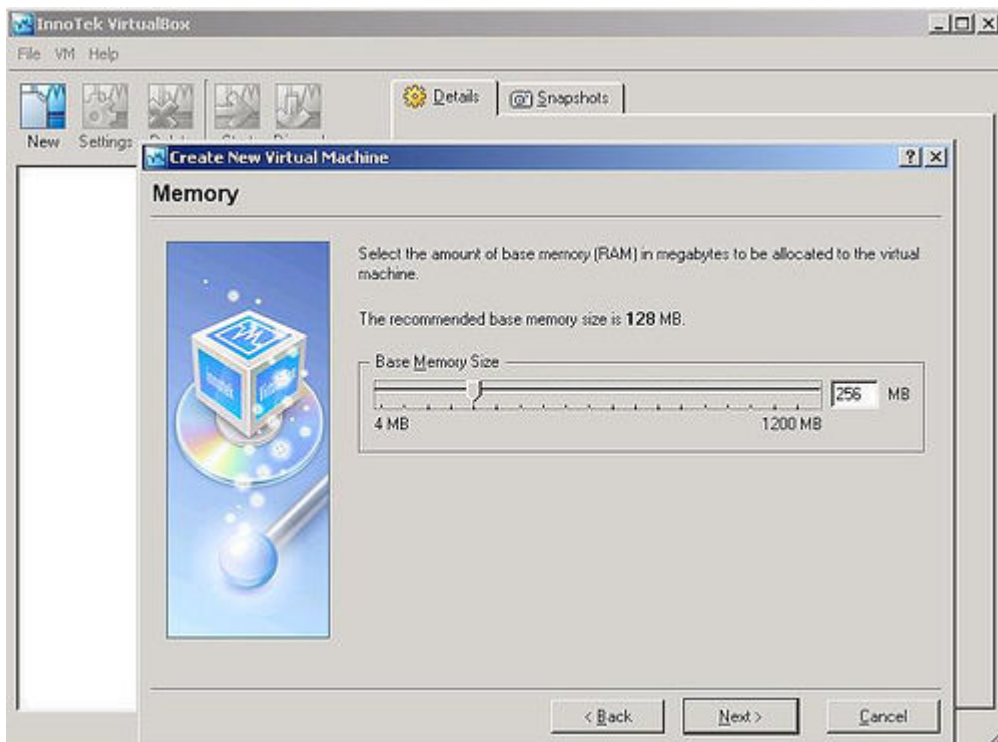 InnoTek VirtualBox
File VM Help
New Settings
Details Snapshots
Create New Virtual Machine
Memory
Select the amount of base memory (RAM) in megabytes to be allocated to the virtual
machine.
The recommended base memory size is 128 MB.
Base Memory Size
256 MB
4 MB 1200 MB
< Back Next > Cancel